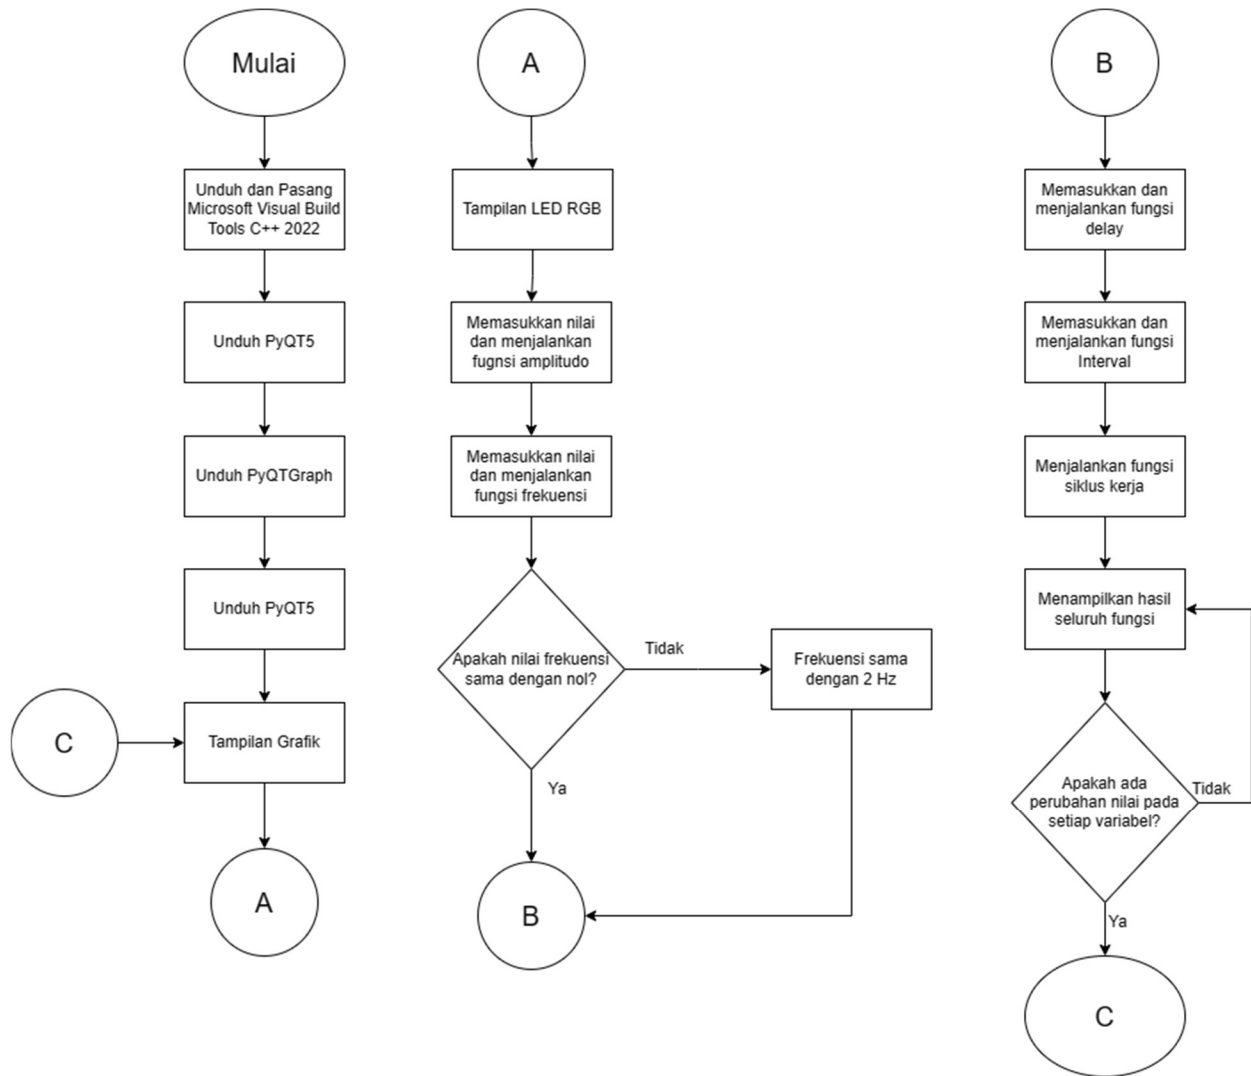 Mulai
Unduh dan Pasang
Microsoft Visual Build
Tools C++ 2022
Unduh PyQT5
Unduh PyQTGraph
Unduh PyQT5
C
Tampilan Grafik
A
A
Tampilan LED RGB
Memasukkan nilai
dan menjalankan
fugnsi amplitudo
Memasukkan nilai
dan menjalankan
fungsi frekuensi
Apakah nilai frekuensi
sama dengan nol?
Tidak
Frekuensi sama
dengan 2 Hz
Ya
B
B
Memasukkan dan
menjalankan fungsi
delay
Memasukkan dan
menjalankan fungsi
Interval
Menjalankan fungsi
siklus kerja
Menampilkan hasil
seluruh fungsi
Apakah ada
perubahan nilai pada
setiap variabel?
Tidak
Ya
C